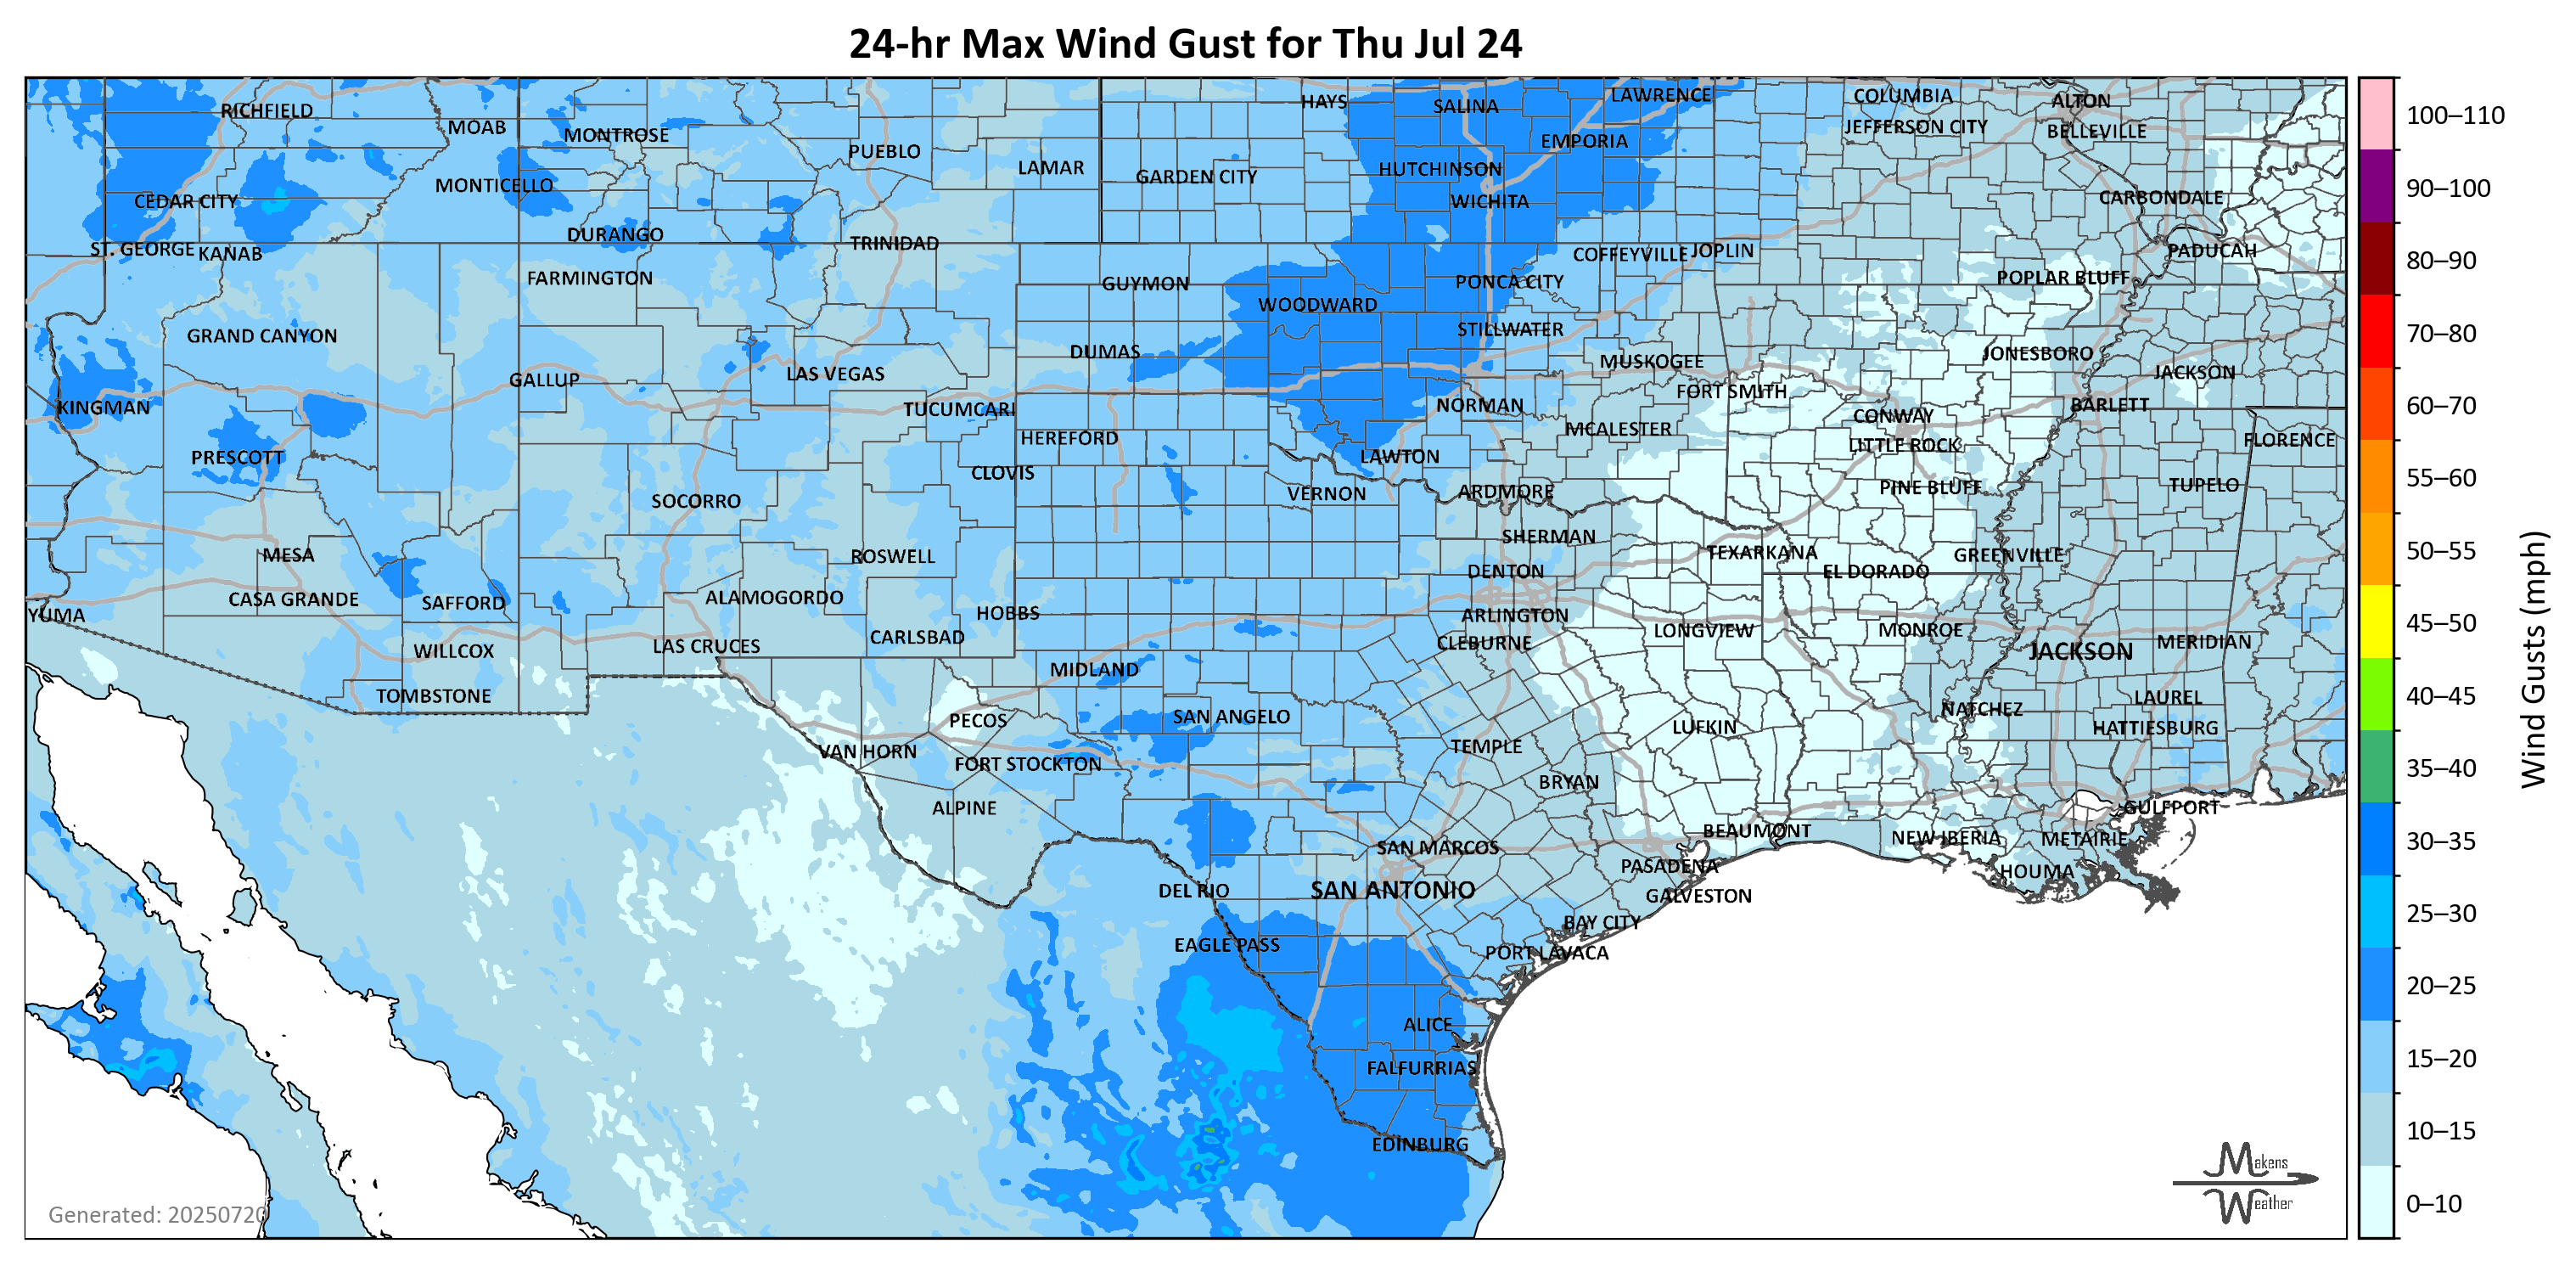 24-hr Max Wind Gust for Thu Jul 24
RICHFIELD
MOAB
MONTROSE
PUEBLO
LAMAR
HAYS
SALINA
LAWRENCE
COLUMBIA
ALTON
100–110
GARDEN CITY
HUTCHINSON
EMPORIA
JEFFERSON CITY
BELLEVILLE
CEDAR CITY
MONTICELLO
WICHITA
CARBONDALE
90–100
ST. GEORGE
KANAB
DURANGO
TRINIDAD
COFFEYVILLE
JOPLIN
PADUCAH
80–90
FARMINGTON
GUYMON
PONCA CITY
POPLAR BLUFF
GRAND CANYON
WOODWARD
STILLWATER
70–80
DUMAS
MUSKOGEE
JONESBORO
GALLUP
LAS VEGAS
FORT SMITH
JACKSON
KINGMAN
TUCUMCARI
NORMAN
CONWAY
BARLETT
60–70
HEREFORD
MCALESTER
LITTLE ROCK
FLORENCE
PRESCOTT
CLOVIS
LAWTON
55–60
SOCORRO
VERNON
ARDMORE
PINE BLUFF
TUPELO
MESA
ROSWELL
SHERMAN
TEXARKANA
GREENVILLE
50–55
CASA GRANDE
SAFFORD
ALAMOGORDO
DENTON
EL DORADO
YUMA
HOBBS
ARLINGTON
45–50
WILLCOX
LAS CRUCES
CARLSBAD
CLEBURNE
LONGVIEW
MONROE
JACKSON
MERIDIAN
TOMBSTONE
MIDLAND
LAUREL
40–45
PECOS
SAN ANGELO
LUFKIN
NATCHEZ
HATTIESBURG
VAN HORN
FORT STOCKTON
TEMPLE
35–40
ALPINE
BRYAN
GULFPORT
SAN MARCOS
BEAUMONT
NEW IBERIA
METAIRIE
30–35
DEL RIO
SAN ANTONIO
PASADENA
HOUMA
GALVESTON
25–30
EAGLE PASS
BAY CITY
PORT LAVACA
20–25
ALICE
FALFURRIAS
15–20
EDINBURG
10–15
0–10
Wind Gusts (mph)
Makens
Weather
Generated: 20250720